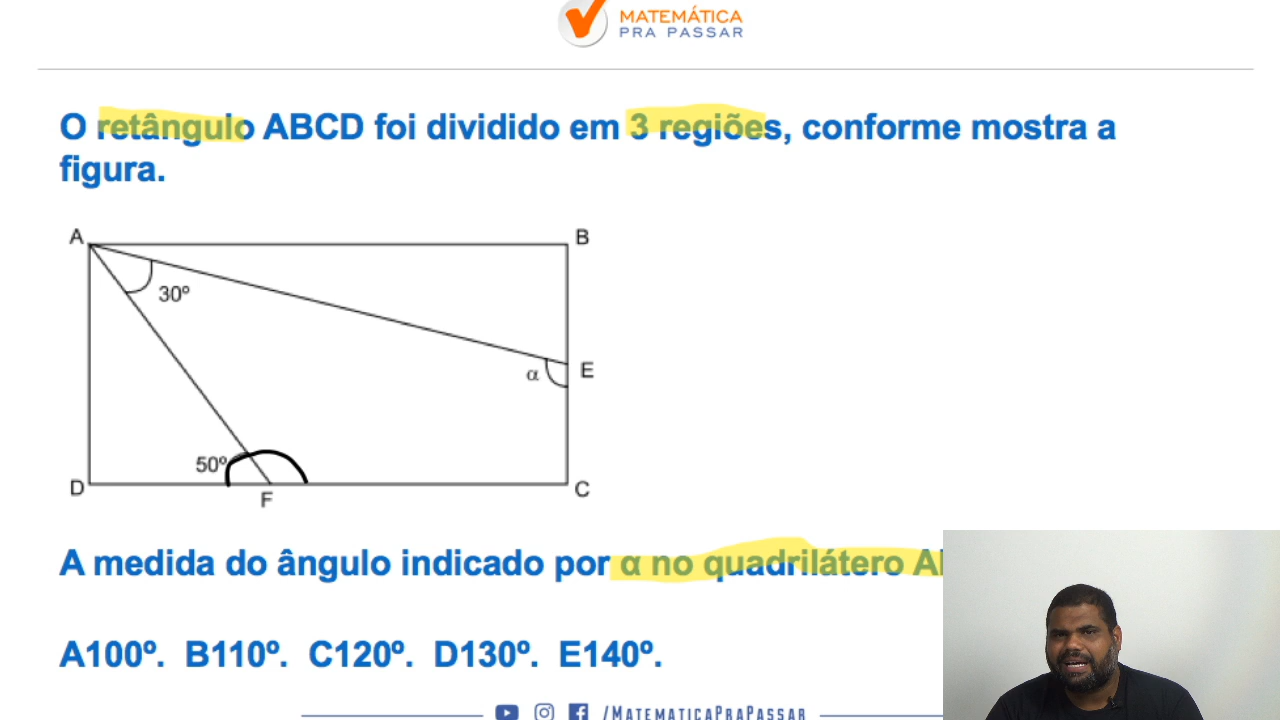 MATEMÁTICA
PRA PASSAR
O retângulo ABCD foi dividido em 3 regiões, conforme mostra a
figura.
A
B
30º
α
E
50º
D
F
C
A medida do ângulo indicado por α no quadrilátero
A100º. B110º. C120º. D130º. E140º.
/MATEMATICAPRAPASSAR